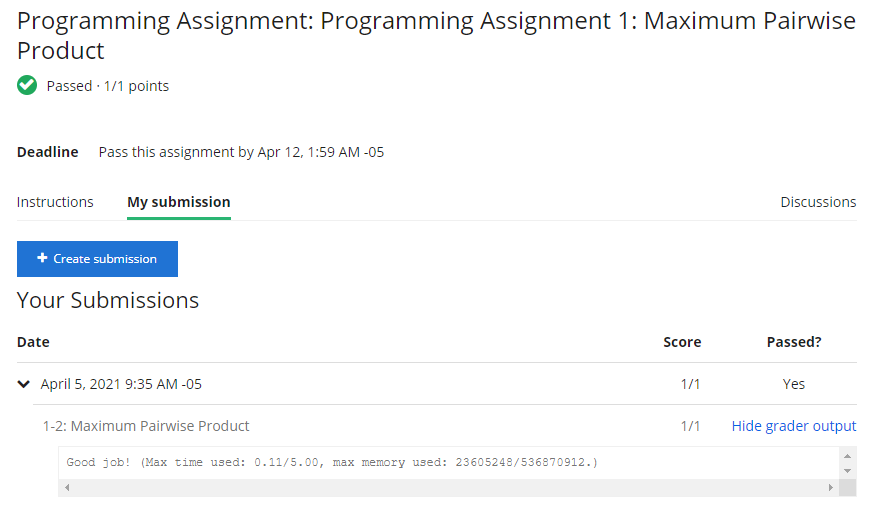 Programming Assignment: Programming Assignment 1: Maximum Pairwise
Product
Passed · 1/1 points
Deadline Pass this assignment by Apr 12, 1:59 AM -05
Instructions My submission Discussions
+ Create submission
Your Submissions
Date Score Passed?
April 5, 2021 9:35 AM -05 1/1 Yes
1-2: Maximum Pairwise Product 1/1 Hide grader output
Good job! (Max time used: 0.11/5.00, max memory used: 23605248/536870912.)